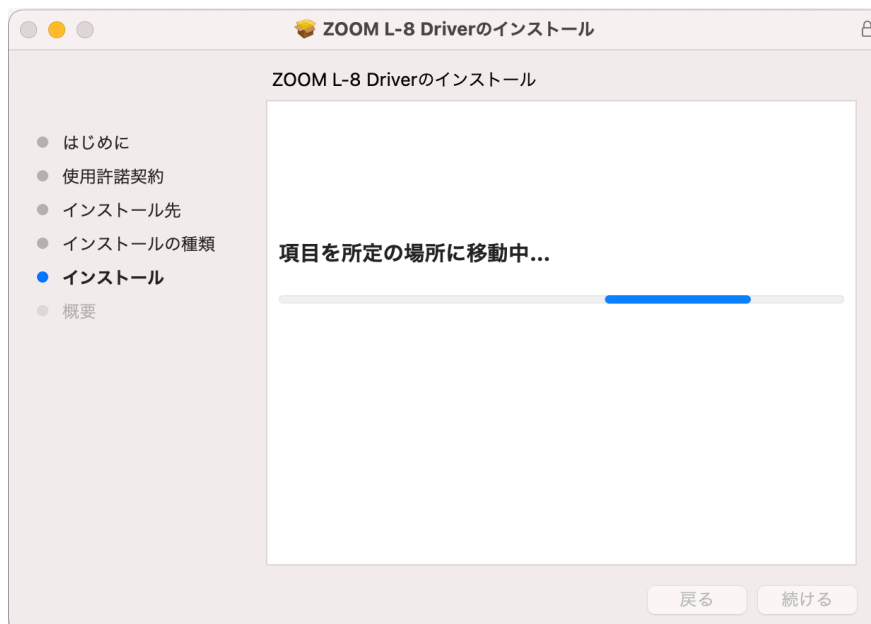 ZOOM L-8 Driverのインストール
ZOOM L-8 Driverのインストール
はじめに
使用許諾契約
インストール先
インストールの種類
インストール
概要
項目を所定の場所に移動中...
戻る
続ける